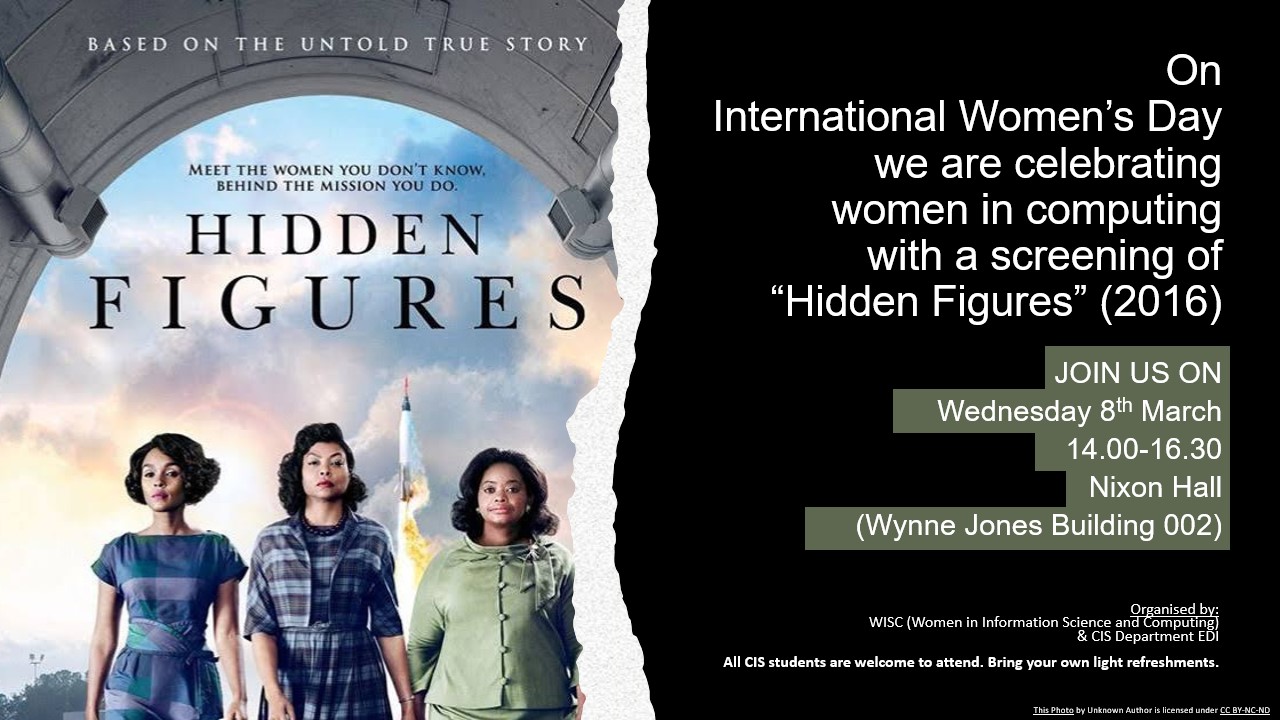 BASED ON THE UNTOLD TRUE STORY
MEET THE WOMEN YOU DON'T KNOW,
BEHIND THE MISSION YOU DO.
HIDDEN
FIGURES
On
International Women’s Day
we are celebrating
women in computing
with a screening of
“Hidden Figures” (2016)
JOIN US ON
Wednesday 8th March
14.00-16.30
Nixon Hall
(Wynne Jones Building 002)
Organised by:
WISC (Women in Information Science and Computing)
& CIS Department EDI
All CIS students are welcome to attend. Bring your own light refreshments.
This Photo by Unknown Author is licensed under CC BY-NC-ND